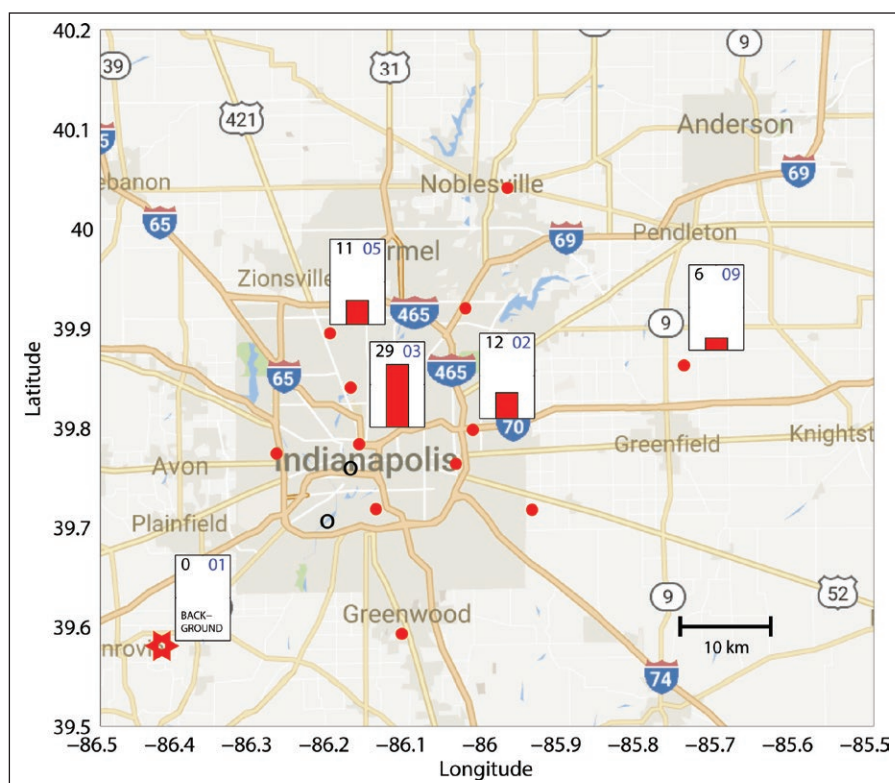 40.2
40.1
40
39.9
39.8
39.7
39.6
39.5
Latitude
−86.5
−86.4
−86.3
−86.2
−86.1
−86
−85.9
−85.8
−85.7
−85.6
−85.5
Longitude
39
31
9
421
Anderson
69
ebanon
Noblesville
65
69
Pendleton
11 05
rmel
Zionsville
6 09
465
9
29 03
12 02
65
465
70
Greenfield
Knightst
Avon
Indianapolis
O
Plainfield
O
0 01
BACK–
GROUND
9
52
Greenwood
nrovi
10 km
74